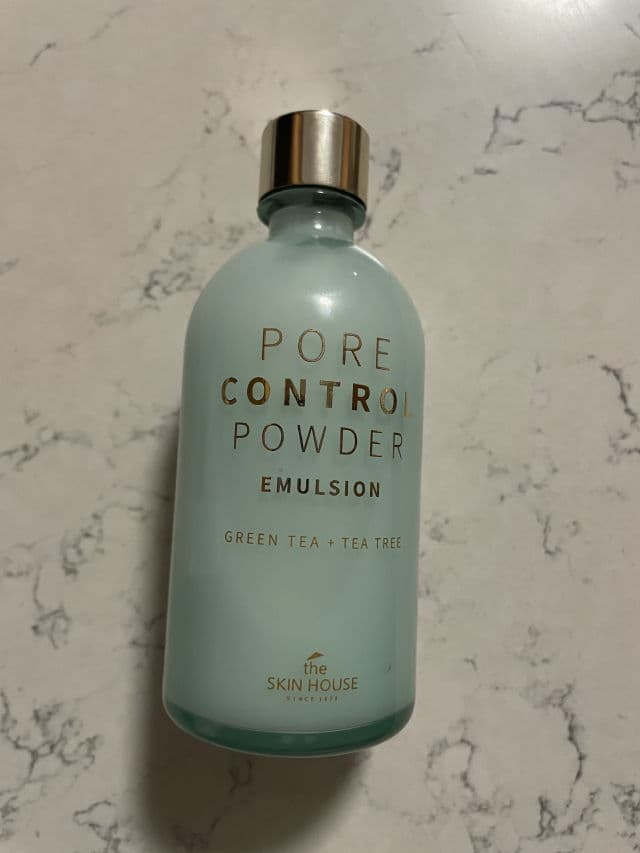 PORE
CONTROL
POWDER
EMULSION
GREEN TEA + TEA TREE
the
SKIN HOUSE